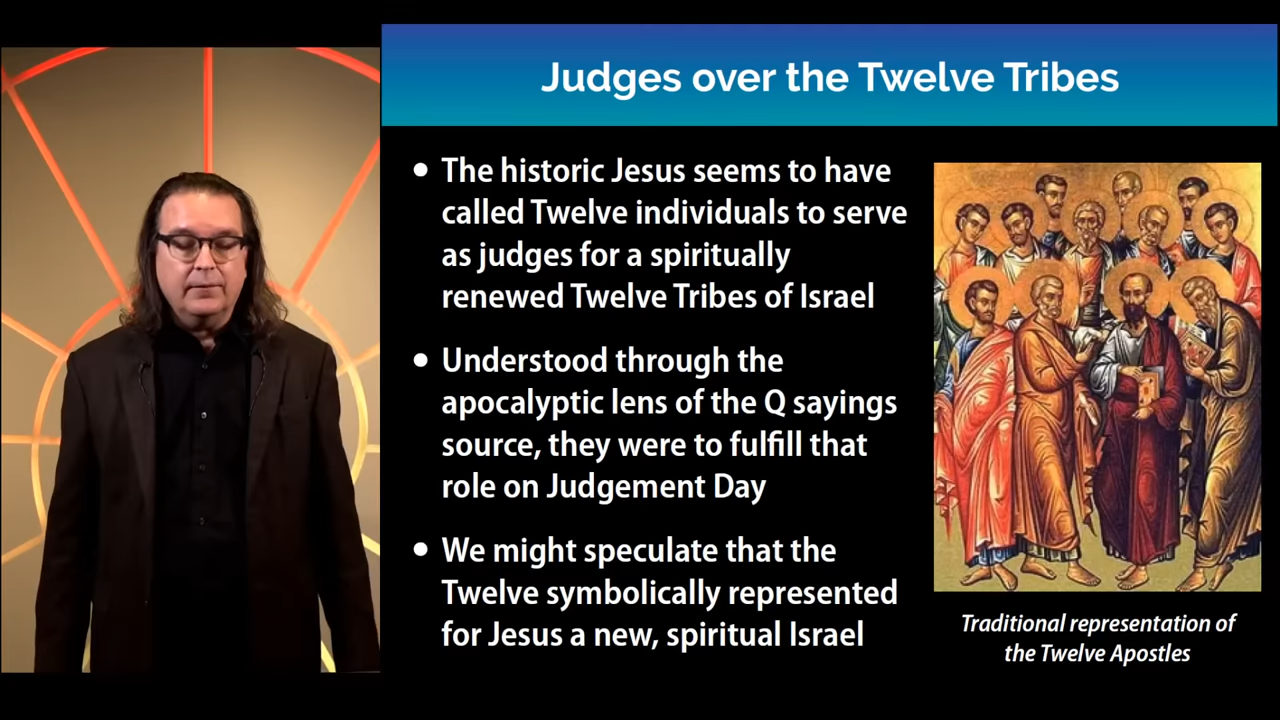 Judges over the Twelve Tribes
• The historic Jesus seems to have
called Twelve individuals to serve
as judges for a spiritually
renewed Twelve Tribes of Israel
• Understood through the
apocalyptic lens of the Q sayings
source, they were to fulfill that
role on Judgement Day
• We might speculate that the
Twelve symbolically represented
for Jesus a new, spiritual Israel
Traditional representation of
the Twelve Apostles